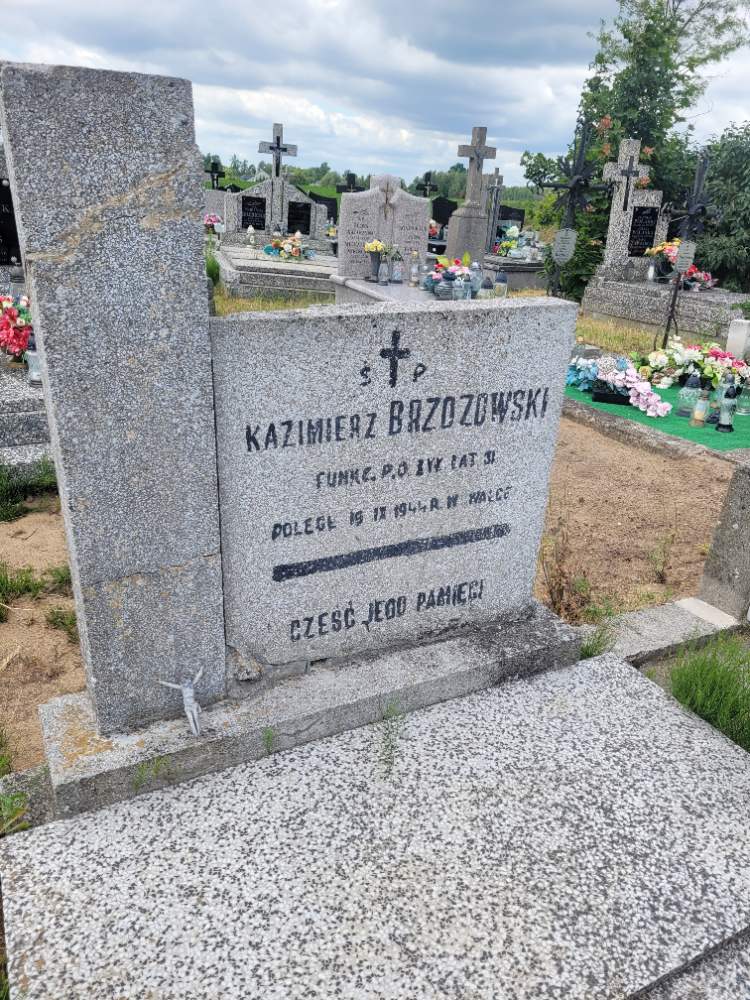 Ś P
KAZIMIERZ BRZOZOWSKI
FUNKC. P.O. ŻYŁ LAT 31
POLEGŁ 19 IX 1944 R. W WALCE
CZEŚĆ JEGO PAMIĘCI